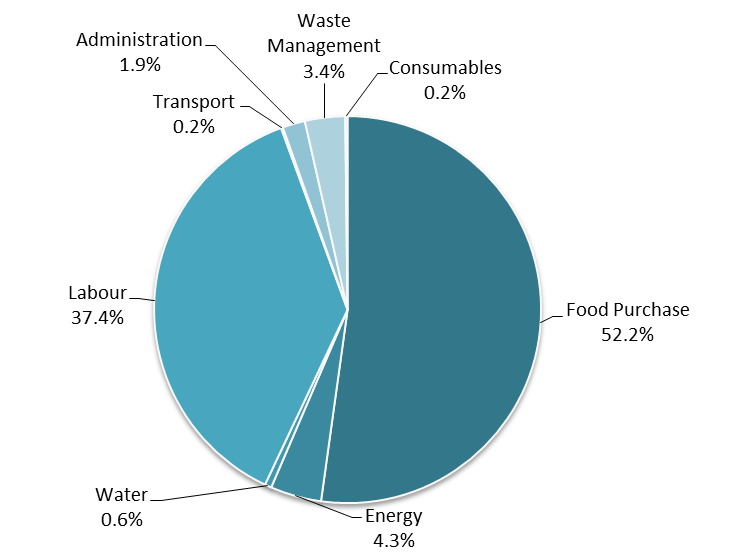 Waste
Management
3.4%
Administration
1.9%
Consumables
0.2%
Transport
0.2%
Labour
37.4%
Food Purchase
52.2%
Water
0.6%
Energy
4.3%